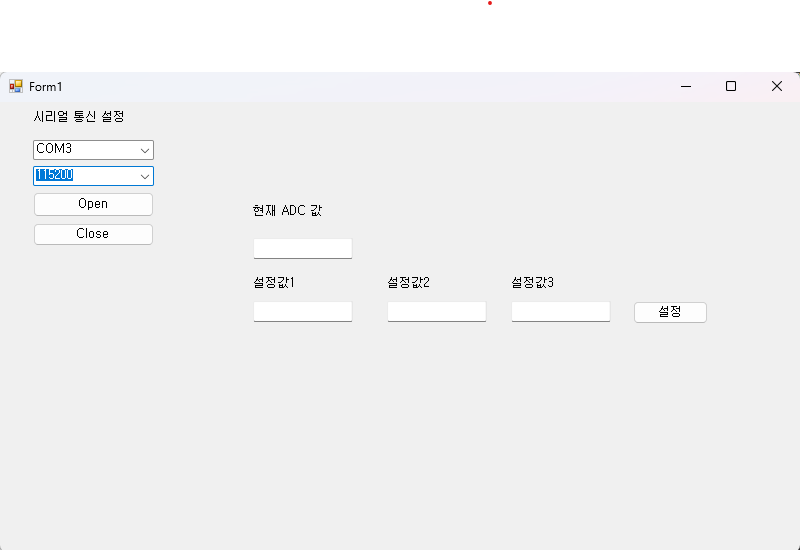 Form1
시리얼 통신 설정
COM3
115200
Open
Close
현재 ADC 값
설정값1 설정값2 설정값3
설정